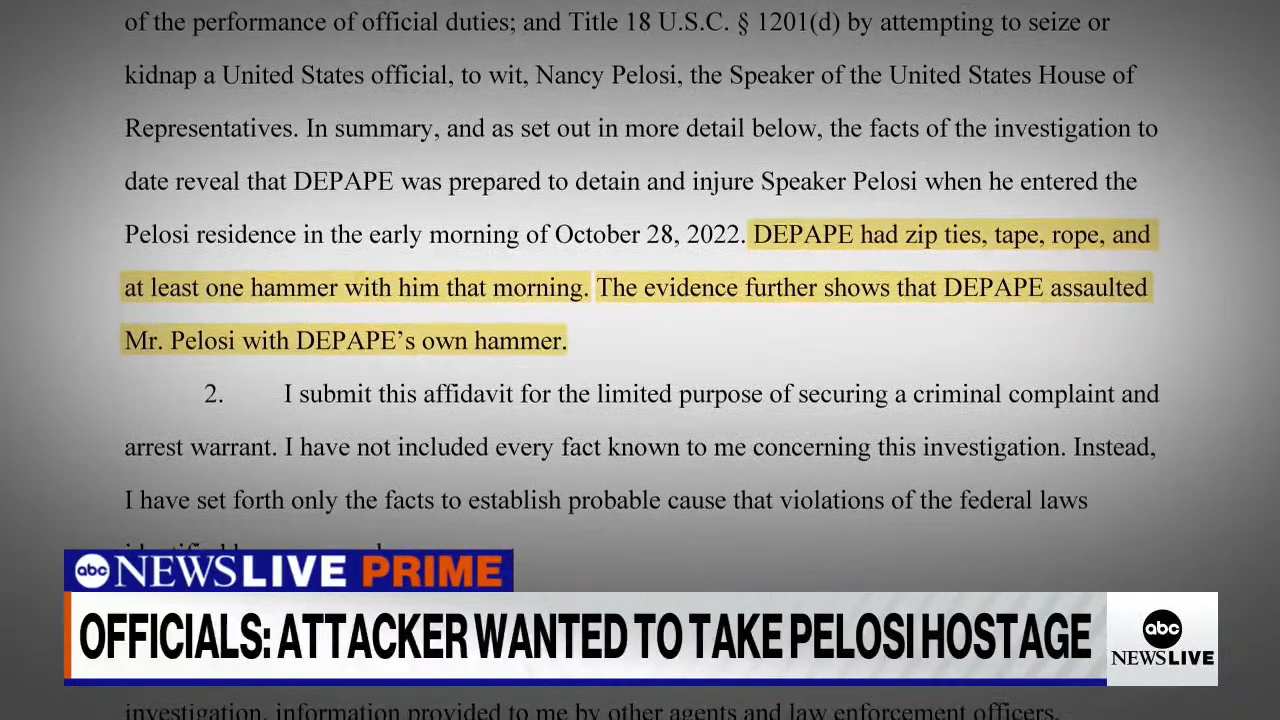 of the performance of official duties; and Title 18 U.S.C. § 1201(d) by attempting to seize or
kidnap a United States official, to wit, Nancy Pelosi, the Speaker of the United States House of
Representatives. In summary, and as set out in more detail below, the facts of the investigation to
date reveal that DEPAPE was prepared to detain and injure Speaker Pelosi when he entered the
Pelosi residence in the early morning of October 28, 2022. DEPAPE had zip ties, tape, rope, and
at least one hammer with him that morning. The evidence further shows that DEPAPE assaulted
Mr. Pelosi with DEPAPE’s own hammer.
2. I submit this affidavit for the limited purpose of securing a criminal complaint and
arrest warrant. I have not included every fact known to me concerning this investigation. Instead,
I have set forth only the facts to establish probable cause that violations of the federal laws
abc NEWS LIVE PRIME
OFFICIALS: ATTACKER WANTED TO TAKE PELOSI HOSTAGE
abc
NEWS LIVE
investigation, information provided to me by other agents and law enforcement officers.